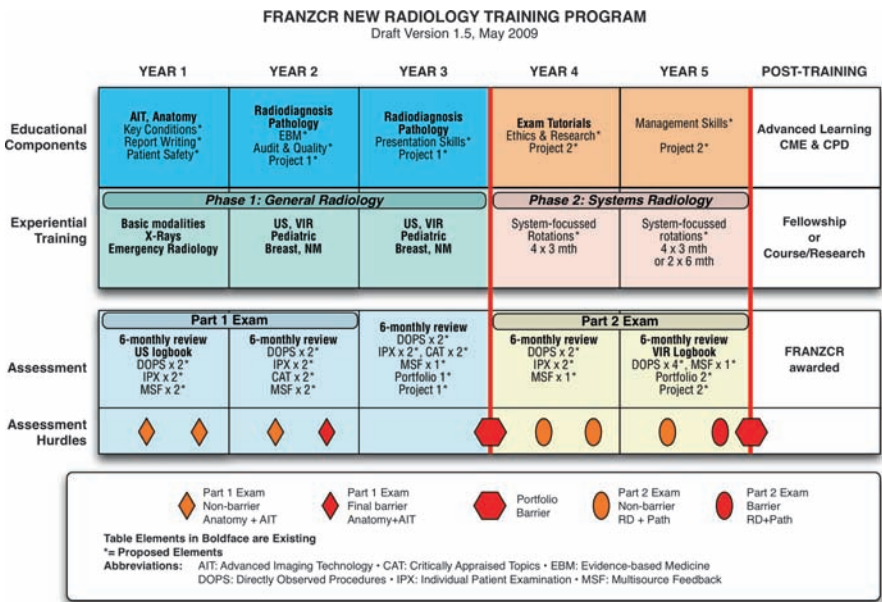 FRANZCR NEW RADIOLOGY TRAINING PROGRAM
Draft Version 1.5, May 2009
YEAR 1 YEAR 2 YEAR 3 YEAR 4 YEAR 5 POST-TRAINING
Educational
Components
AIT, Anatomy
Key Conditions*
Report Writing*
Patient Safety*
Radiodiagnosis
Pathology
EBM*
Audit & Quality*
Project 1*
Radiodiagnosis
Pathology
Presentation Skills*
Project 1*
Exam Tutorials
Ethics & Research*
Project 2*
Management Skills*
Project 2*
Advanced Learning
CME & CPD
Phase 1: General Radiology
Phase 2: Systems Radiology
Experiential
Training
Basic modalities
X-Rays
Emergency Radiology
US, VIR
Pediatric
Breast, NM
US, VIR
Pediatric
Breast, NM
System-focussed
Rotations*
4 x 3 mth
System-focussed
rotations*
4 x 3 mth
or 2 x 6 mth
Fellowship
or
Course/Research
Part 1 Exam
Part 2 Exam
Assessment
6-monthly review
US logbook
DOPS x 2*
IPX x 2*
MSF x 2*
6-monthly review
DOPS x 2*
IPX x 2*
CAT x 2*
MSF x 2*
6-monthly review
DOPS x 2*
IPX x 2*, CAT x 2*
MSF x 1*
Portfolio 1*
Project 1*
6-monthly review
DOPS x 2*
IPX x 2*
MSF x 1*
6-monthly review
VIR Logbook
DOPS x 4*, MSF x 1*
Portfolio 2*
Project 2*
FRANZCR
awarded
Assessment
Hurdles
Part 1 Exam
Non-barrier
Anatomy + AIT
Part 1 Exam
Final barrier
Anatomy+AIT
Portfolio
Barrier
Part 2 Exam
Non-barrier
RD + Path
Part 2 Exam
Barrier
RD+Path
Table Elements in Boldface are Existing
*= Proposed Elements
Abbreviations: AIT: Advanced Imaging Technology • CAT: Critically Appraised Topics • EBM: Evidence-based Medicine
DOPS: Directly Observed Procedures • IPX: Individual Patient Examination • MSF: Multisource Feedback